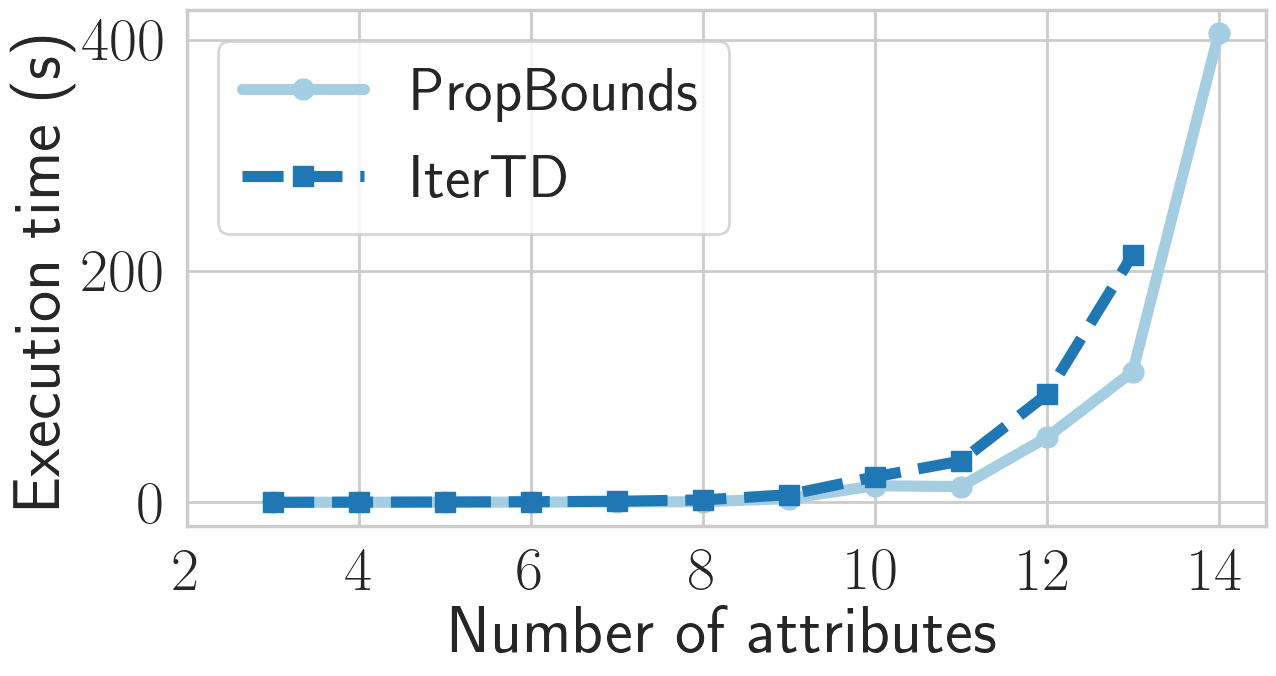 Execution time (s)
400
200
0
PropBounds
IterTD
2 4 6 8 10 12 14
Number of attributes